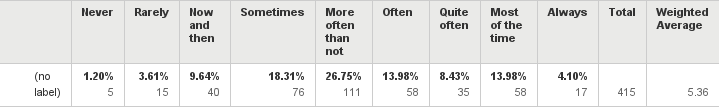 Never Rarely Now and then Sometimes More often than not Often Quite often Most of the time Always Total Weighted Average
(no label) 1.20% 3.61% 9.64% 18.31% 26.75% 13.98% 8.43% 13.98% 4.10%
5 15 40 76 111 58 35 58 17 415 5.36